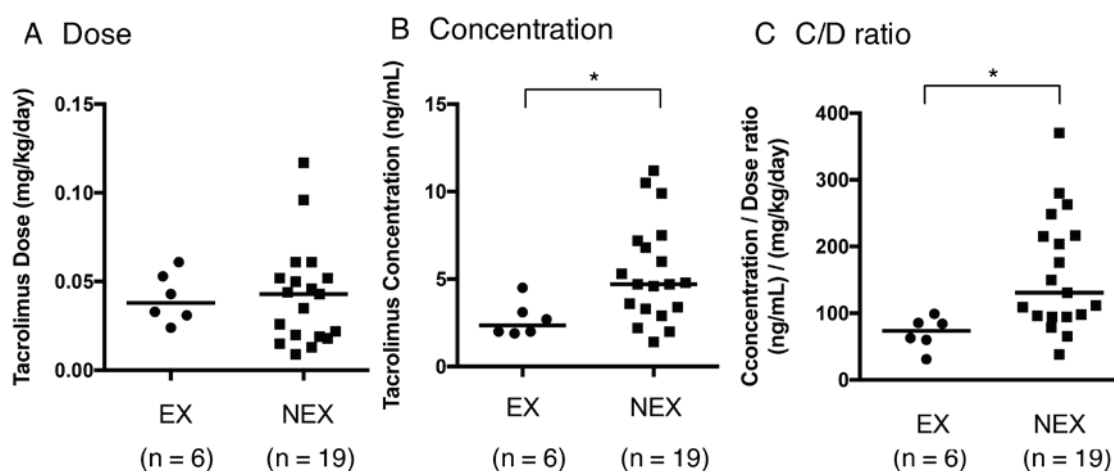 A Dose
Tacrolimus Dose (mg/kg/day)
0.15
0.10
0.05
0.00
EX
NEX
(n = 6)
(n = 19)
B Concentration
*
Tacrolimus Concentration (ng/mL)
15
10
5
0
EX
NEX
(n = 6)
(n = 19)
C C/D ratio
*
Cconcentration / Dose ratio
(ng/mL) / (mg/kg/day)
400
300
200
100
0
EX
NEX
(n = 6)
(n = 19)